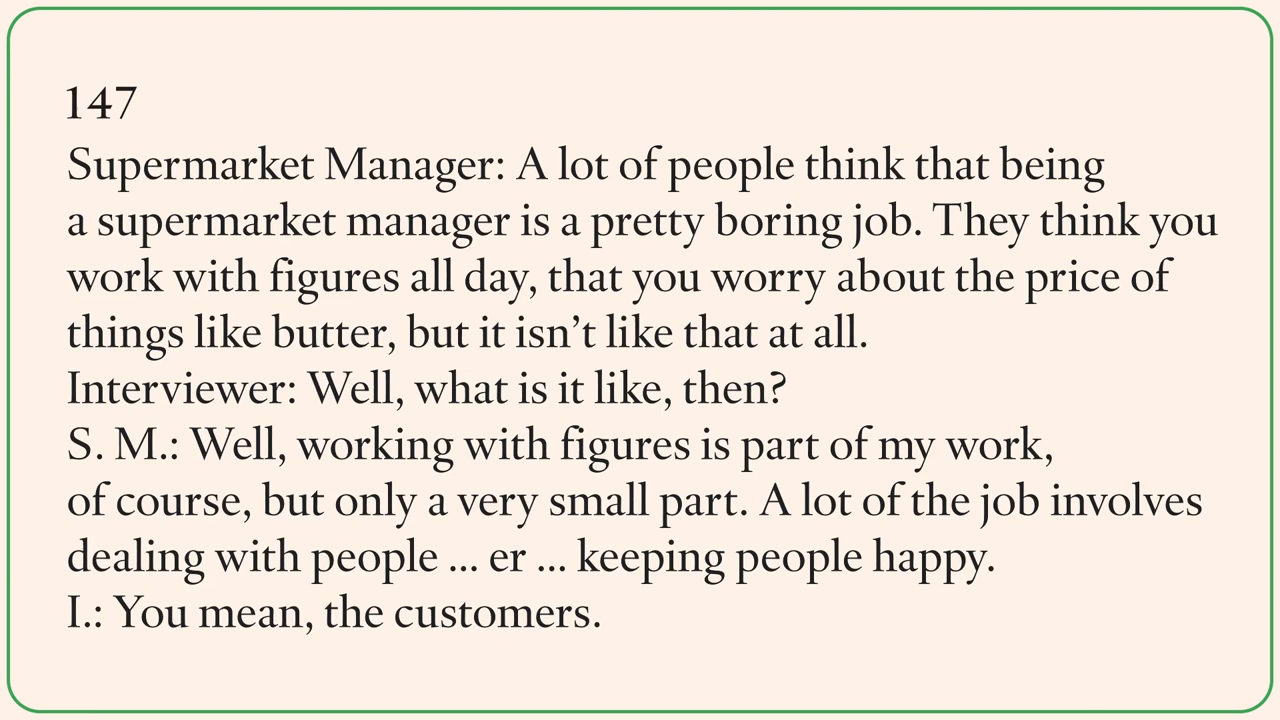 147
Supermarket Manager: A lot of people think that being
a supermarket manager is a pretty boring job. They think you
work with figures all day, that you worry about the price of
things like butter, but it isn’t like that at all.
Interviewer: Well, what is it like, then?
S. M.: Well, working with figures is part of my work,
of course, but only a very small part. A lot of the job involves
dealing with people ... er ... keeping people happy.
I.: You mean, the customers.